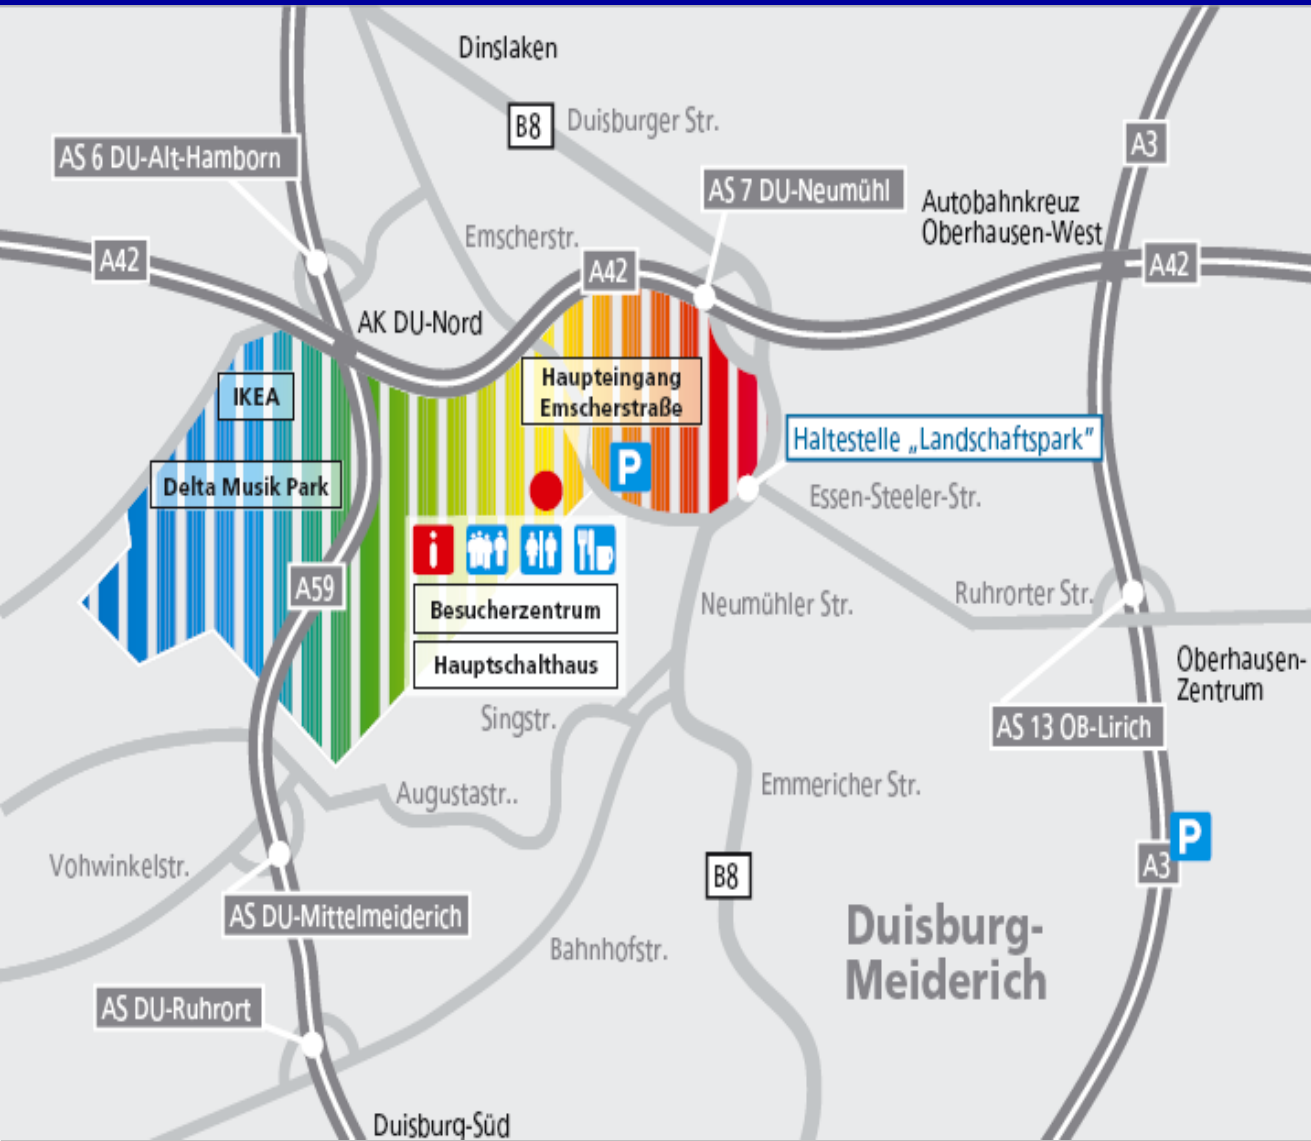 Dinslaken
B8
Duisburger Str.
A3
AS 6 DU-Alt-Hamborn
AS 7 DU-Neumühl
Autobahnkreuz
Oberhausen-West
Emscherstr.
A42
A42
A42
AK DU-Nord
IKEA
Haupteingang
Emscherstraße
P
Haltestelle „Landschaftspark"
Delta Musik Park
Essen-Steeler-Str.
i
A59
Besucherzentrum
Neumühler Str.
Ruhrorter Str.
Hauptschalthaus
Oberhausen-
Zentrum
Singstr.
AS 13 OB-Lirich
Augustastr..
Emmericher Str.
P
A3
Vohwinkelstr.
B8
AS DU-Mittelmeiderich
Duisburg-
Meiderich
Bahnhofstr.
AS DU-Ruhrort
Duisburg-Süd